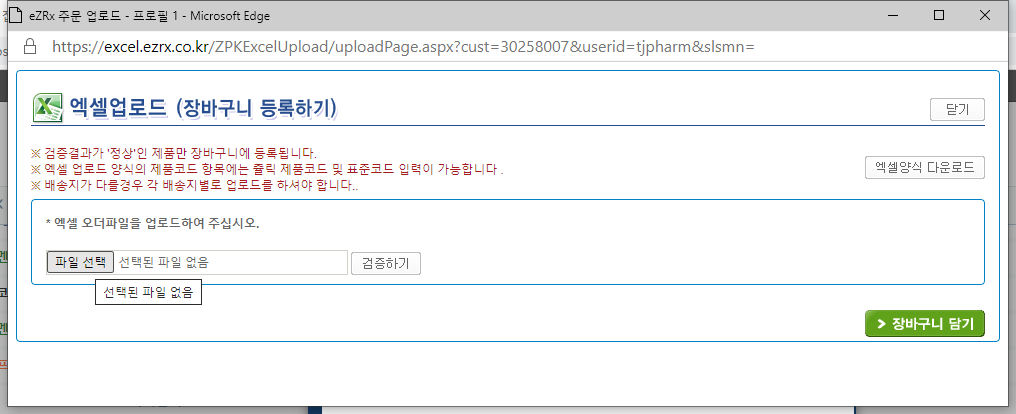 eZRx 주문 업로드 - 프로필 1 - Microsoft Edge
https://excel.ezrx.co.kr/ZPKExcelUpload/uploadPage.aspx?cust=30258007&userid=tjpharm&slsmn=
엑셀업로드 (장바구니 등록하기)
닫기
※ 검증결과가 '정상'인 제품만 장바구니에 등록됩니다.
※ 엑셀 업로드 양식의 제품코드 항목에는 쥴릭 제품코드 및 표준코드 입력이 가능합니다 .
※ 배송지가 다를경우 각 배송지별로 업로드를 하셔야 합니다..
엑셀양식 다운로드
* 엑셀 오더파일을 업로드하여 주십시오.
파일 선택 선택된 파일 없음 검증하기
선택된 파일 없음
> 장바구니 담기